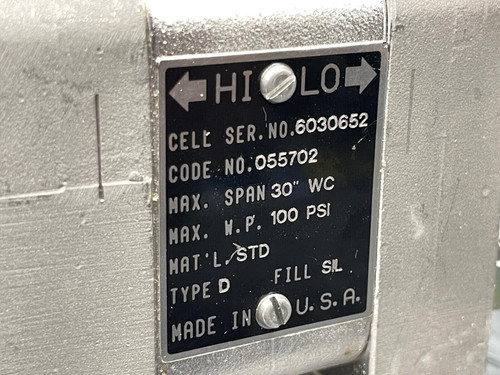 HI LO
CELL SER. NO. 6030652
CODE NO. 055702
MAX. SPAN 30" WC
MAX. W.P. 100 PSI
MAT'L. STD
TYPE D FILL SIL
MADE IN U.S.A.